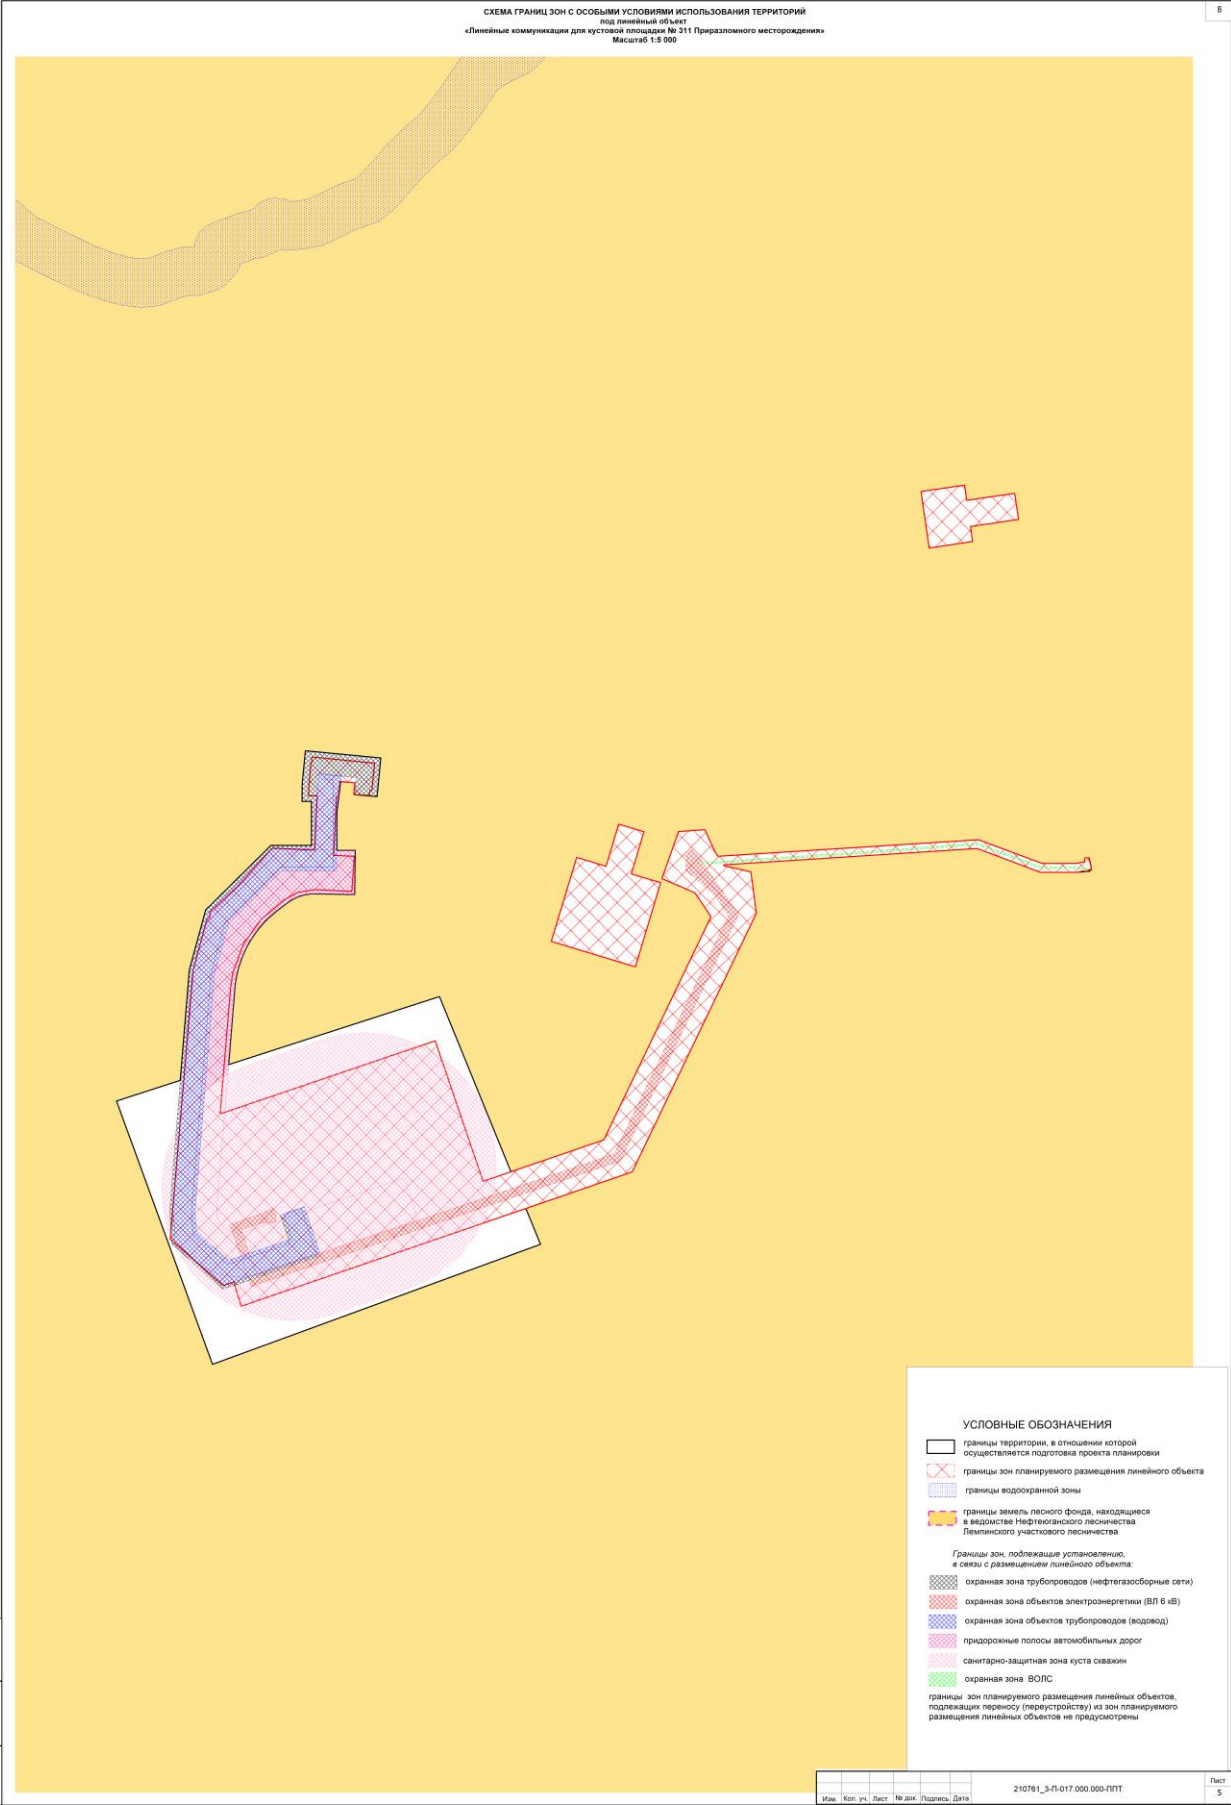 8
СХЕМА ГРАНИЦ ЗОН С ОСОБЫМИ УСЛОВИЯМИ ИСПОЛЬЗОВАНИЯ ТЕРРИТОРИЙ
под линейный объект
«Линейные коммуникации для кустовой площадки № 311 Приразломного месторождения»
Масштаб 1:5 000
УСЛОВНЫЕ ОБОЗНАЧЕНИЯ
границы территории, в отношении которой
осуществляется подготовка проекта планировки
границы зон планируемого размещения линейного объекта
границы водоохранной зоны
границы земель лесного фонда, находящиеся
в ведомстве Нефтеюганского лесничества
Лемпинского участкового лесничества
Границы зон, подлежащие установлению,
в связи с размещением линейного объекта:
охранная зона трубопроводов (нефтегазосборные сети)
охранная зона объектов электроэнергетики (ВЛ 6 кВ)
охранная зона объектов трубопроводов (водовод)
придорожные полосы автомобильных дорог
санитарно-защитная зона куста скважин
охранная зона ВОЛС
границы зон планируемого размещения линейных объектов,
подлежащих переносу (переустройству) из зон планируемого
размещения линейных объектов не предусмотрены
210761_3-П-017.000.000-ППТ
Лист
5
Изм. Кол. уч. Лист № док. Подпись Дата